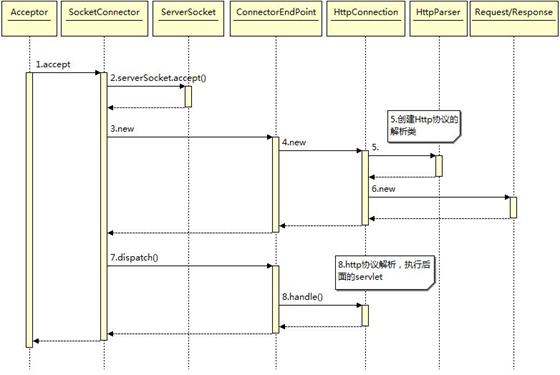 Acceptor
SocketConnector
ServerSocket
ConnectorEndPoint
HttpConnection
HttpParser
Request/Response
1.accept
2.serverSocket.accept()
3.new
4.new
5.创建Http协议的
解析类
5.
6.new
7.dispatch()
8.http协议解析，执行后
面的servlet
8.handle()